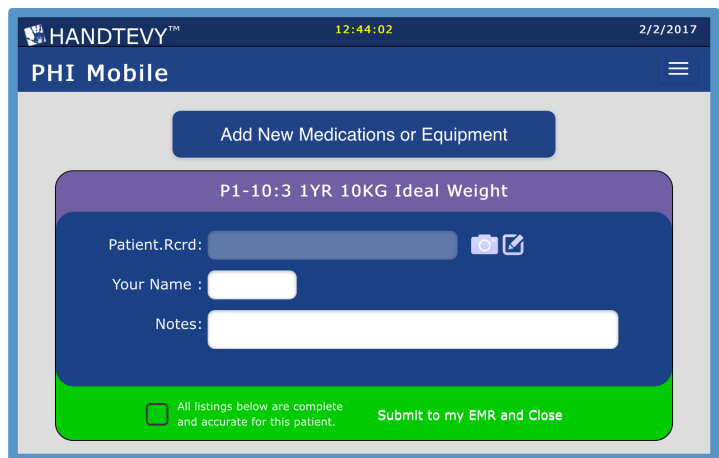 HANDTEVY™ 12:44:02 2/2/2017
PHI Mobile
Add New Medications or Equipment
P1-10:3 1YR 10KG Ideal Weight
Patient.Rcrd:
Your Name :
Notes:
All listings below are complete
and accurate for this patient.
Submit to my EMR and Close